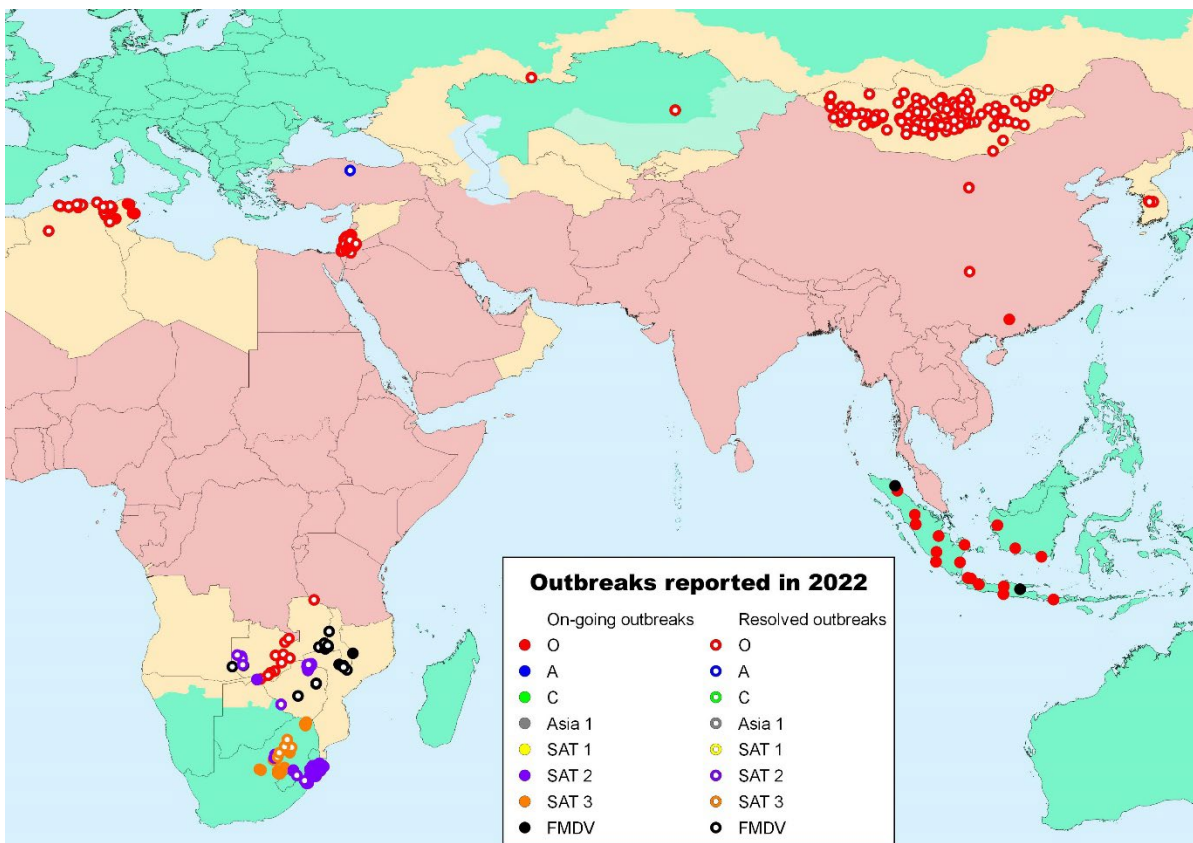 Outbreaks reported in 2022
On-going outbreaks Resolved outbreaks
O O
A A
C C
Asia 1 Asia 1
SAT 1 SAT 1
SAT 2 SAT 2
SAT 3 SAT 3
FMDV FMDV